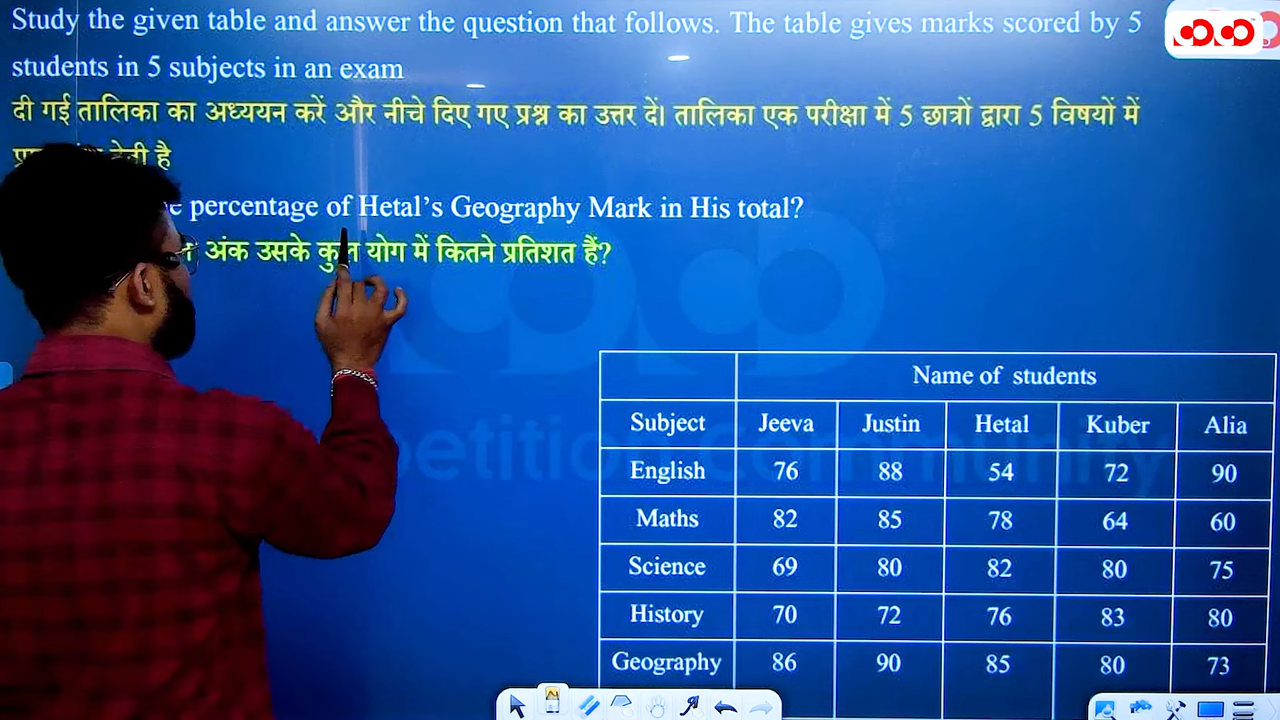 Study the given table and answer the question that follows. The table gives marks scored by 5
students in 5 subjects in an exam
दी गई तालिका का अध्ययन करें और नीचे दिए गए प्रश्न का उत्तर दें। तालिका एक परीक्षा में 5 छात्रों द्वारा 5 विषयों में
है
percentage of Hetal's Geography Mark in His total?
अंक उसके कुल योग में कितने प्रतिशत हैं?
Name of students
Subject Jeeva Justin Hetal Kuber Alia
English 76 88 54 72 90
Maths 82 85 78 64 60
Science 69 80 82 80 75
History 70 72 76 83 80
Geography 86 90 85 80 73